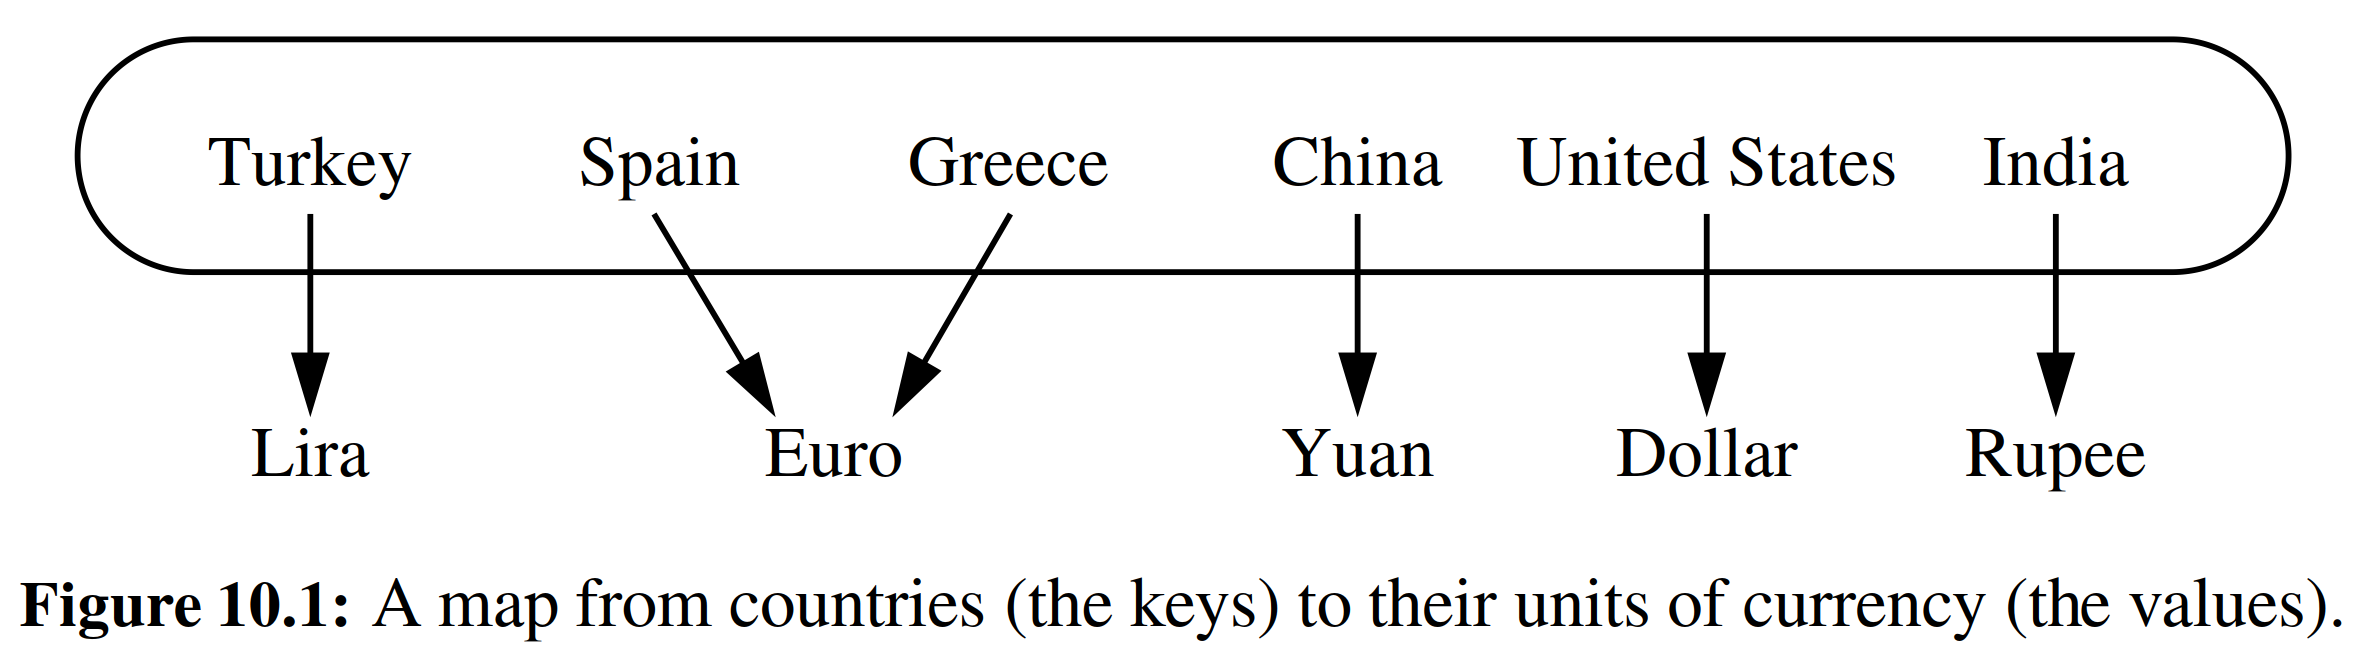 Turkey Spain Greece China United States India
Lira Euro Yuan Dollar Rupee
Figure 10.1: A map from countries (the keys) to their units of currency (the values).